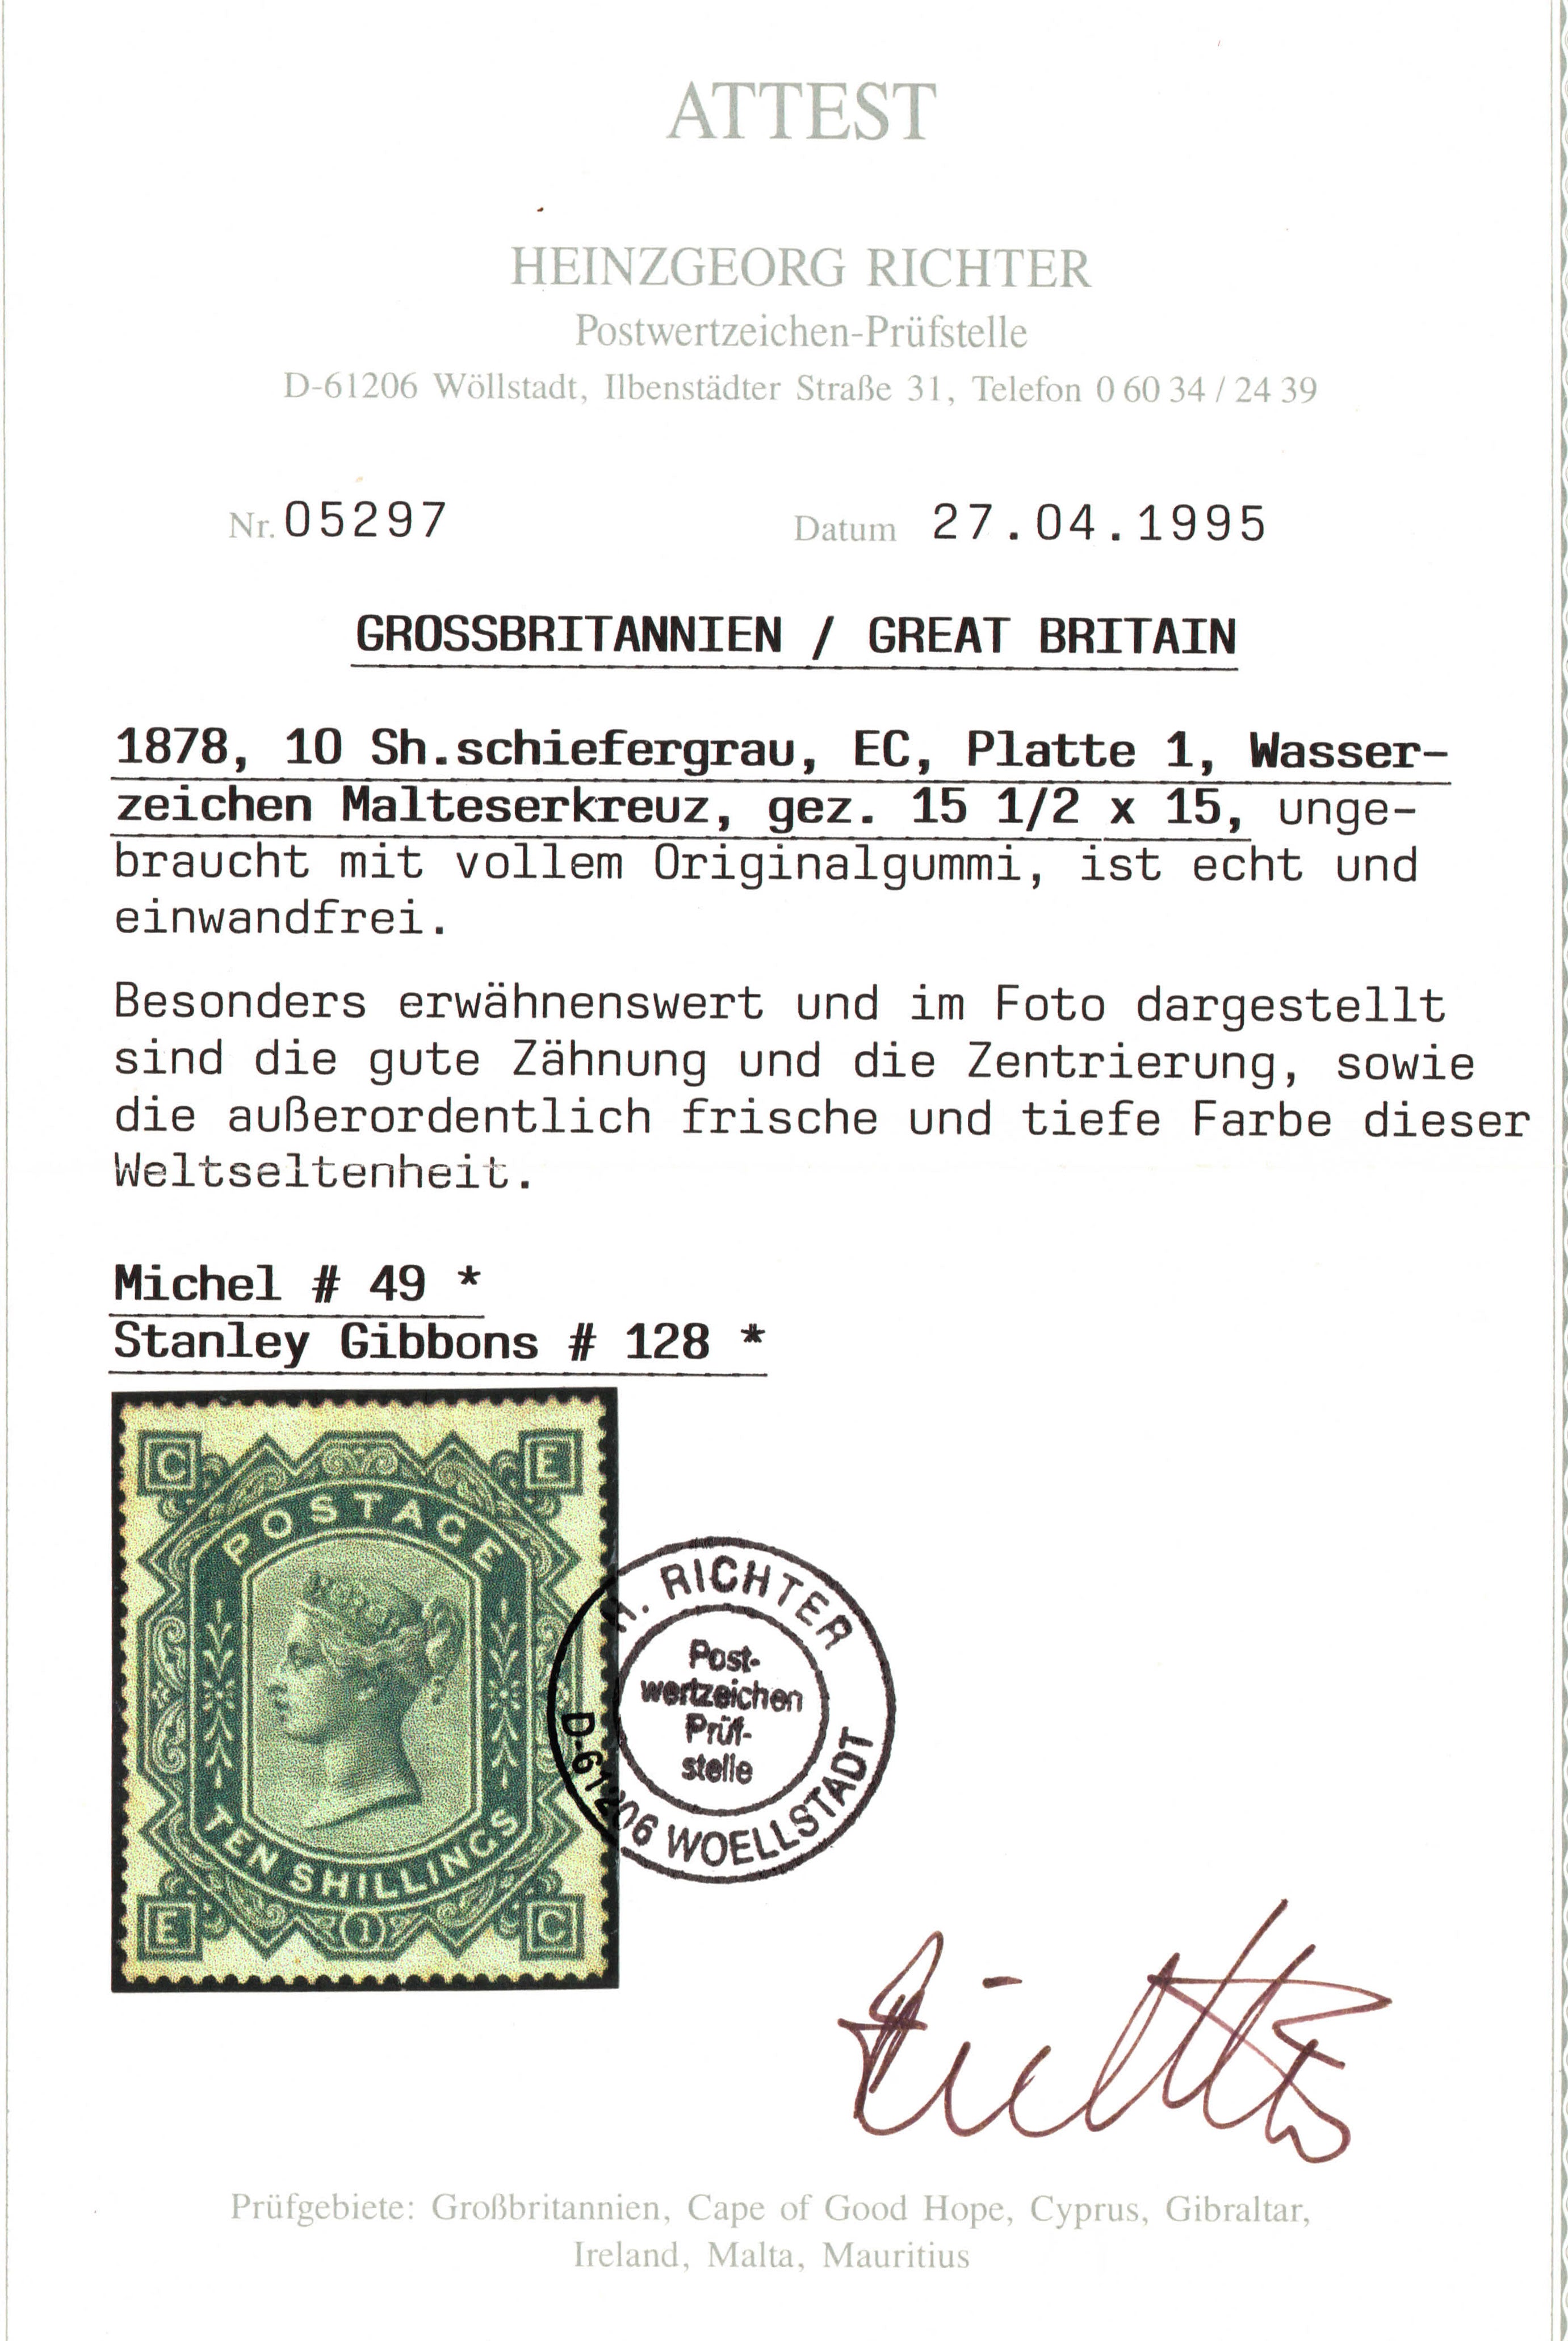 ATTEST
HEINZGEORG RICHTER
Postwertzeichen-Prüfstelle
D-61206 Wöllstadt, Ilbenstädter Straße 31, Telefon 0 60 34 / 24 39
Nr. 05297 Datum 27.04.1995
GROSSBRITANNIEN / GREAT BRITAIN
1878, 10 Sh.schiefergrau, EC, Platte 1, Wasser-
zeichen Malteserkreuz, gez. 15 1/2 x 15, unge-
braucht mit vollem Originalgummi, ist echt und
einwandfrei.
Besonders erwähnenswert und im Foto dargestellt
sind die gute Zähnung und die Zentrierung, sowie
die außerordentlich frische und tiefe Farbe dieser
Weltseltenheit.
Michel # 49 *
Stanley Gibbons # 128 *
C E
POSTAGE
TEN SHILLINGS
E 1 C
H. RICHTER
Post-
wertzeichen
Prüf-
stelle
D-61206 WOELLSTADT
Richter
Prüfgebiete: Großbritannien, Cape of Good Hope, Cyprus, Gibraltar,
Ireland, Malta, Mauritius